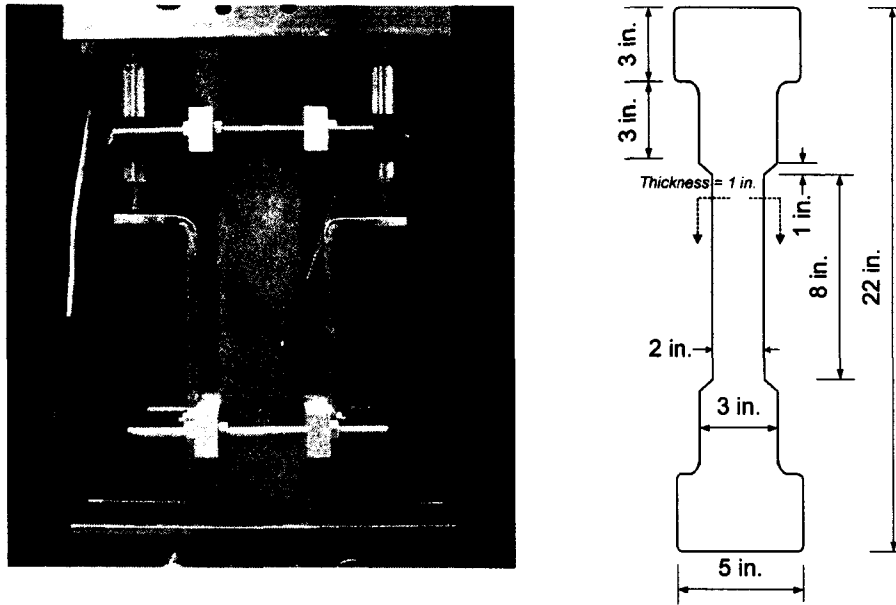 3 in.
3 in.
Thickness = 1 in.
1 in.
8 in.
22 in.
2 in.
3 in.
5 in.